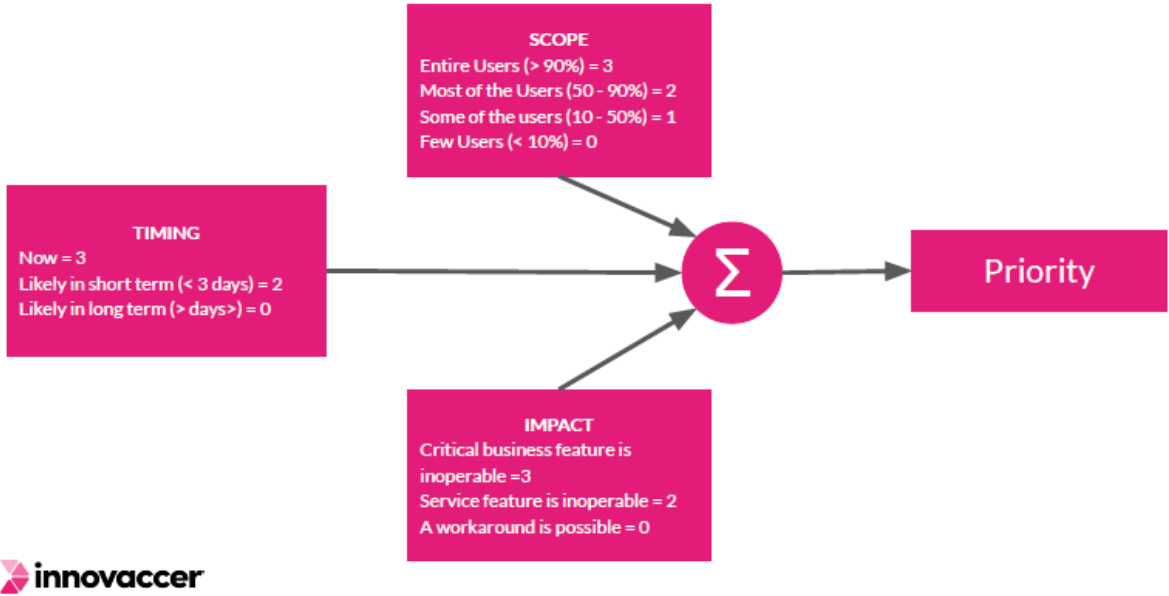 SCOPE
Entire Users (> 90%) = 3
Most of the Users (50 - 90%) = 2
Some of the users (10 - 50%) = 1
Few Users (< 10%) = 0
TIMING
Now = 3
Likely in short term (< 3 days) = 2
Likely in long term (> days>) = 0
Σ
Priority
IMPACT
Critical business feature is
inoperable =3
Service feature is inoperable = 2
A workaround is possible = 0
innovaccer